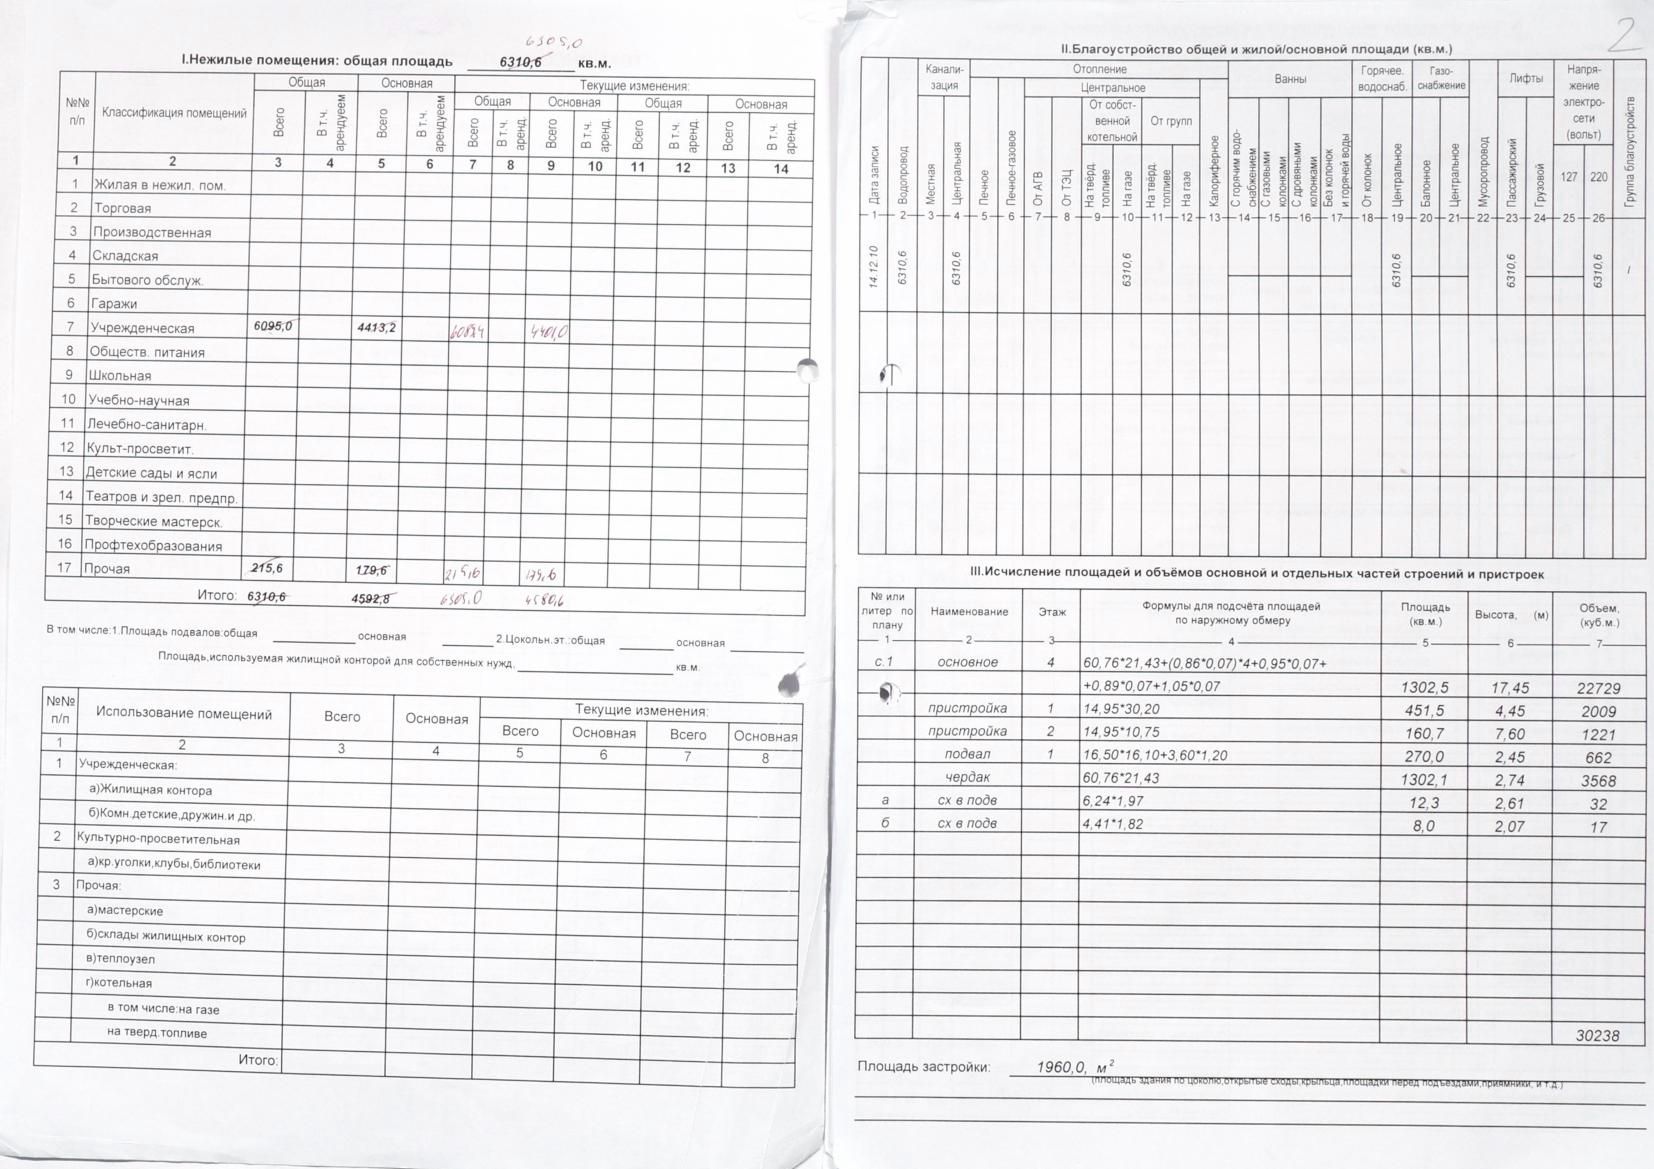 2
6305,0
I.Нежилые помещения: общая площадь 6310,6 кв.м.
№№ п/п Классификация помещений Общая Основная Текущие изменения:
Общая Основная Общая Основная
Всего В т.ч. арендуеем Всего В т.ч. арендуеем Всего В т.ч. аренд. Всего В т.ч. аренд. Всего В т.ч. аренд. Всего В т.ч. аренд.
1 2 3 4 5 6 7 8 9 10 11 12 13 14
1 Жилая в нежил. пом.
2 Торговая
3 Производственная
4 Складская
5 Бытового обслуж.
6 Гаражи
7 Учрежденческая 6095,0 4413,2 6089,4 4401,0
8 Обществ. питания
9 Школьная
10 Учебно-научная
11 Лечебно-санитарн.
12 Культ-просветит.
13 Детские сады и ясли
14 Театров и зрел. предпр.
15 Творческие мастерск.
16 Профтехобразования
17 Прочая 215,6 179,6 215,6 179,6
Итого: 6310,6 4592,8 6305,0 4580,6
В том числе:1.Площадь подвалов:общая основная 2.Цокольн.эт.:общая основная
Площадь,используемая жилищной конторой для собственных нужд, кв.м.
№№ п/п Использование помещений Всего Основная Текущие изменения:
Всего Основная Всего Основная
1 2 3 4 5 6 7 8
1 Учрежденческая:
а)Жилищная контора
б)Комн.детские,дружин.и др.
2 Культурно-просветительная
а)кр.уголки,клубы,библиотеки
3 Прочая:
а)мастерские
б)склады жилищных контор
в)теплоузел
г)котельная
в том числе:на газе
на тверд.топливе
Итого:
II.Благоустройство общей и жилой/основной площади (кв.м.)
Канали-зация Отопление Ванны Горячее. водоснаб. Газо-снабжение Лифты Напря-жение электро-сети (вольт)
Центральное
От собст-венной котельной От групп
Дата записи Водопровод Местная Центральная Печное Печное-газовое От АГВ От ТЭЦ На твёрд. топливе На газе На твёрд. топливе На газе Калориферное С горячим водо-снабжением С газовыми колонками С дровяными колонками Без колонок и горячей воды От колонок Центральное Балонное Центральное Мусоропровод Пассажирский Грузовой 127 220 Группа благоустройств
1 2 3 4 5 6 7 8 9 10 11 12 13 14 15 16 17 18 19 20 21 22 23 24 25 26
14.12.10 6310,6 6310,6 6310,6 6310,6 6310,6 6310,6 I
III.Исчисление площадей и объёмов основной и отдельных частей строений и пристроек
№ или литер по плану Наименование Этаж Формулы для подсчёта площадей по наружному обмеру Площадь (кв.м.) Высота, (м) Объем, (куб.м.)
1 2 3 4 5 6 7
с.1 основное 4 60,76*21,43+(0,86*0,07)*4+0,95*0,07+
+0,89*0,07+1,05*0,07 1302,5 17,45 22729
пристройка 1 14,95*30,20 451,5 4,45 2009
пристройка 2 14,95*10,75 160,7 7,60 1221
подвал 1 16,50*16,10+3,60*1,20 270,0 2,45 662
чердак 60,76*21,43 1302,1 2,74 3568
а сх в подв 6,24*1,97 12,3 2,61 32
б сх в подв 4,41*1,82 8,0 2,07 17
30238
Площадь застройки: 1960,0, м²
(площадь здания по цоколю,открытые сходы,крыльца,площадки перед подъездами,приямники, и т.д.)